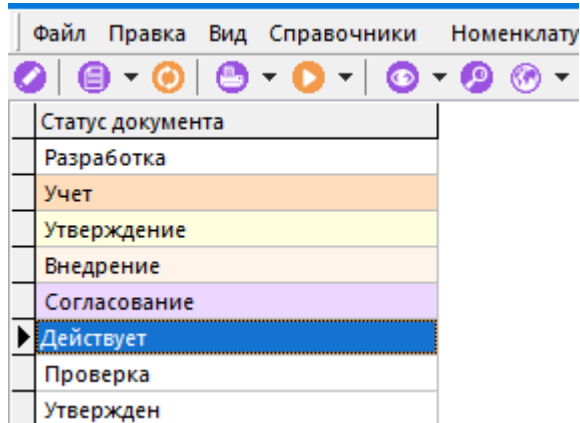 Файл Правка Вид Справочники Номенклату
Статус документа
Разработка
Учет
Утверждение
Внедрение
Согласование
Действует
Проверка
Утвержден